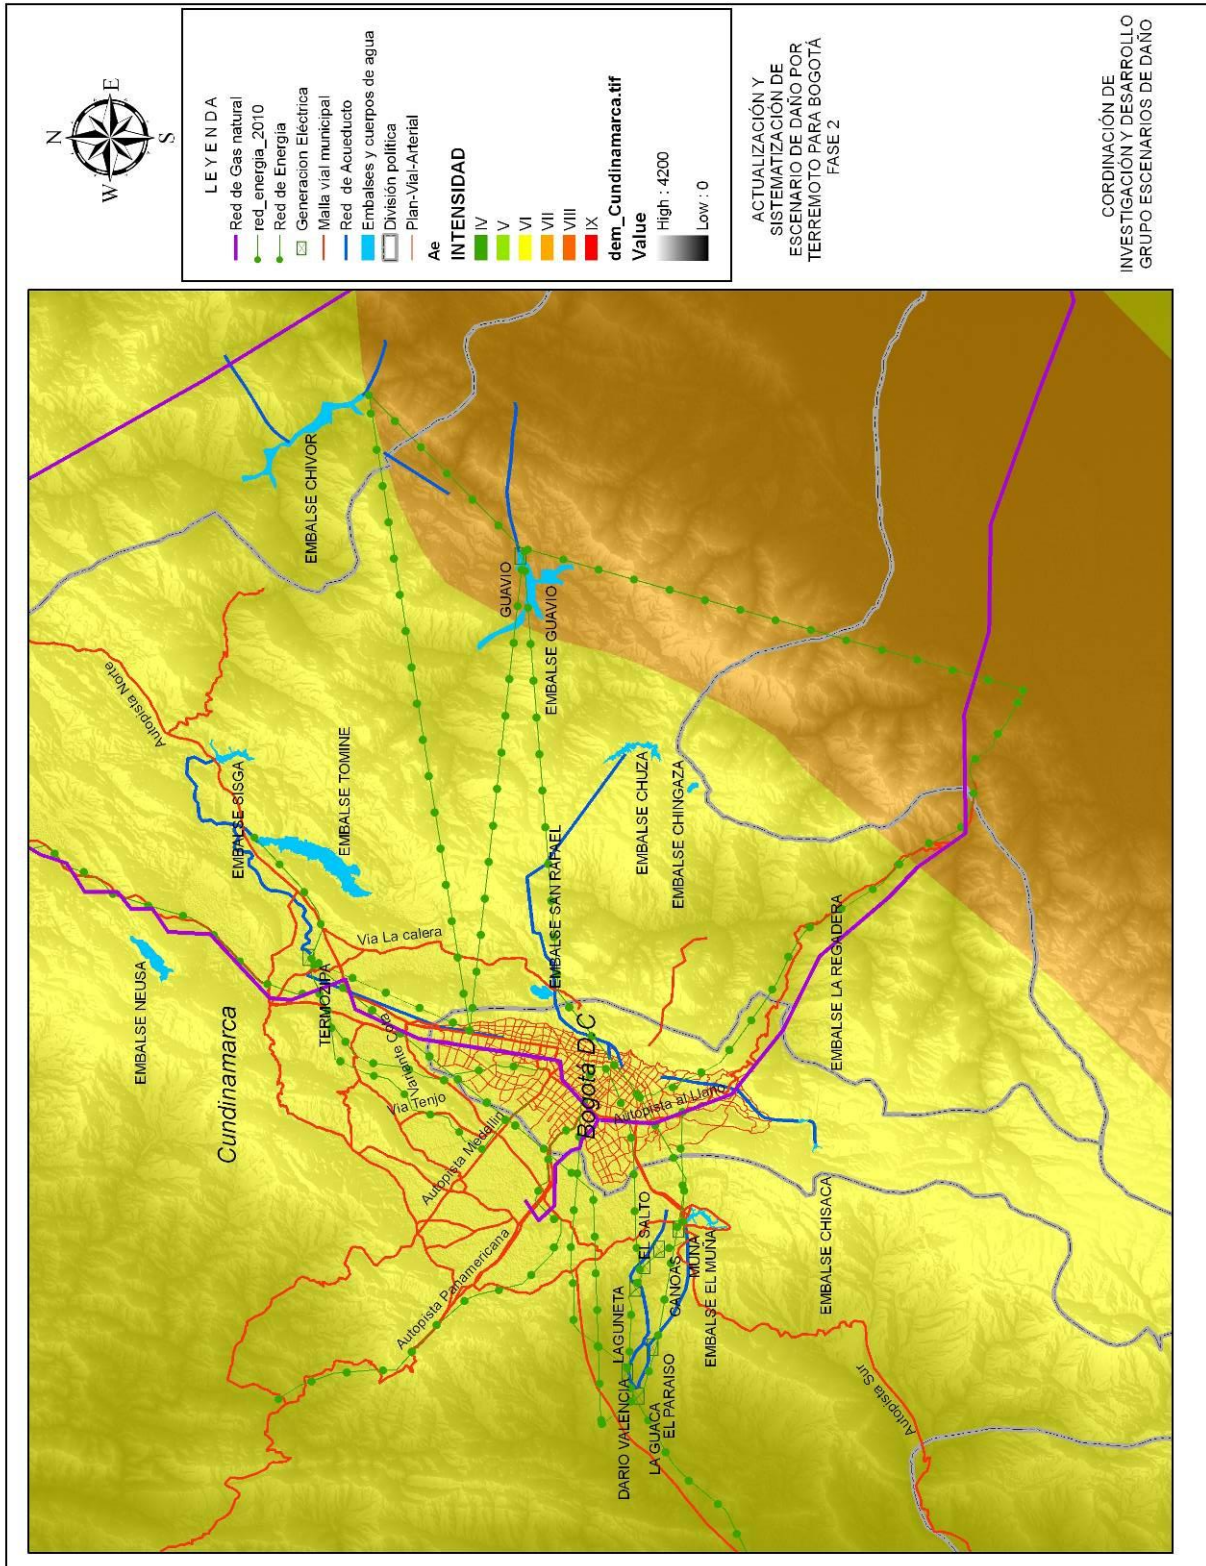 N
E
S
W
LEYENDA
Red de Gas natural
red_energia_2010
Red de Energía
Generacion Eléctrica
Malla vial municipal
Red de Acueducto
Embalses y cuerpos de agua
División política
Plan-Vial-Arterial
Ae
INTENSIDAD
IV
V
VI
VII
VIII
IX
dem_Cundinamarca.tif
Value
High : 4200
Low : 0
ACTUALIZACIÓN Y
SISTEMATIZACIÓN DE
ESCENARIO DE DAÑO POR
TERREMOTO PARA BOGOTÁ
FASE 2
CORDINACIÓN DE
INVESTIGACIÓN Y DESARROLLO
GRUPO ESCENARIOS DE DAÑO
Autopista Norte
EMBALSE NEUSA
Cundinamarca
EMBALSE SISGA
EMBALSE TOMINE
EMBALSE CHIVOR
TERMOZIPA
Via La calera
Variante Cota
Via Tenjo
Autopista Medellín
Autopista Panamericana
GUAVIO
EMBALSE GUAVIO
EMBALSE SAN RAFAEL
EMBALSE CHUZA
EMBALSE CHINGAZA
Bogotá D.C
Autopista al Llano
EL SALTO
LAGUNETA
DARIO VALENCIA
CANOAS
MUÑA
EMBALSE EL MUÑA
LA GUACA
EL PARAISO
EMBALSE LA REGADERA
EMBALSE CHISACA
Autopista Sur